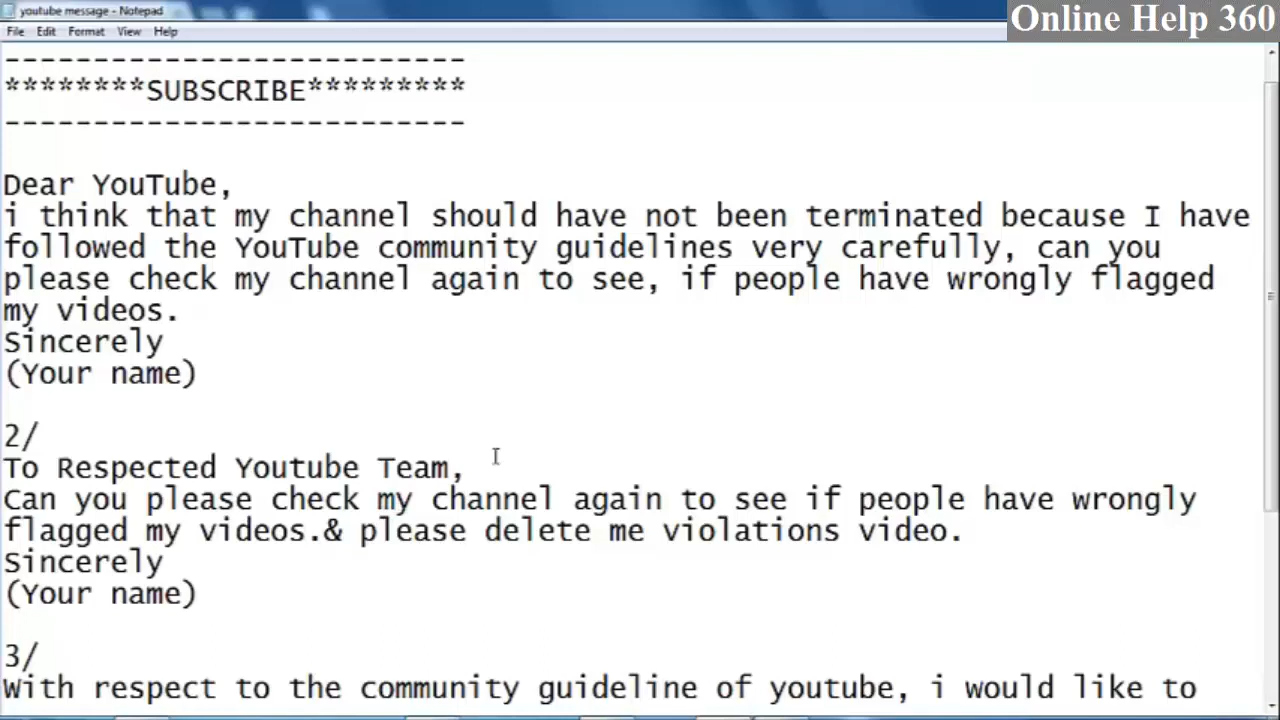 youtube message - Notepad
Online Help 360
File Edit Format View Help
--------------------------
********SUBSCRIBE*********
--------------------------
Dear YouTube,
i think that my channel should have not been terminated because I have
followed the YouTube community guidelines very carefully, can you
please check my channel again to see, if people have wrongly flagged
my videos.
Sincerely
(Your name)
2/
To Respected Youtube Team,
Can you please check my channel again to see if people have wrongly
flagged my videos.& please delete me violations video.
Sincerely
(Your name)
3/
With respect to the community guideline of youtube, i would like to